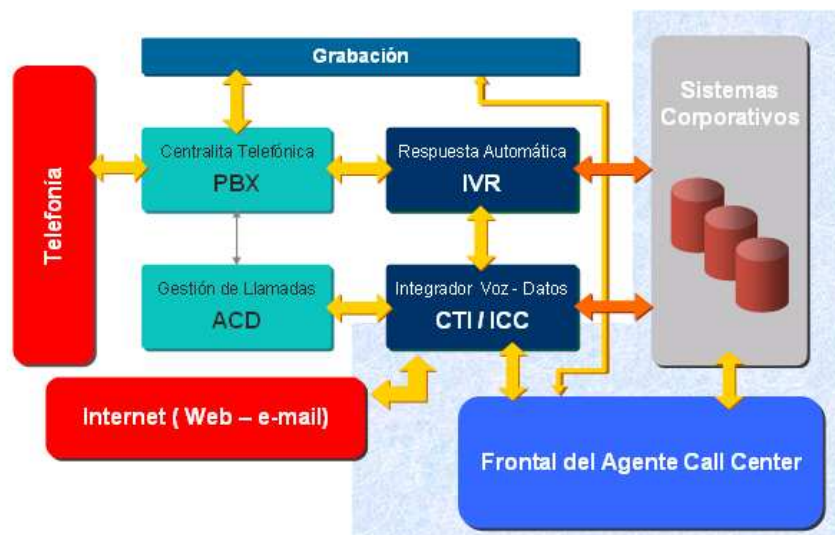 Grabación
Sistemas
Corporativos
Telefonía
Centralita Telefónica
PBX
Respuesta Automática
IVR
Gestión de Llamadas
ACD
Integrador Voz - Datos
CTI / ICC
Internet ( Web – e-mail)
Frontal del Agente Call Center